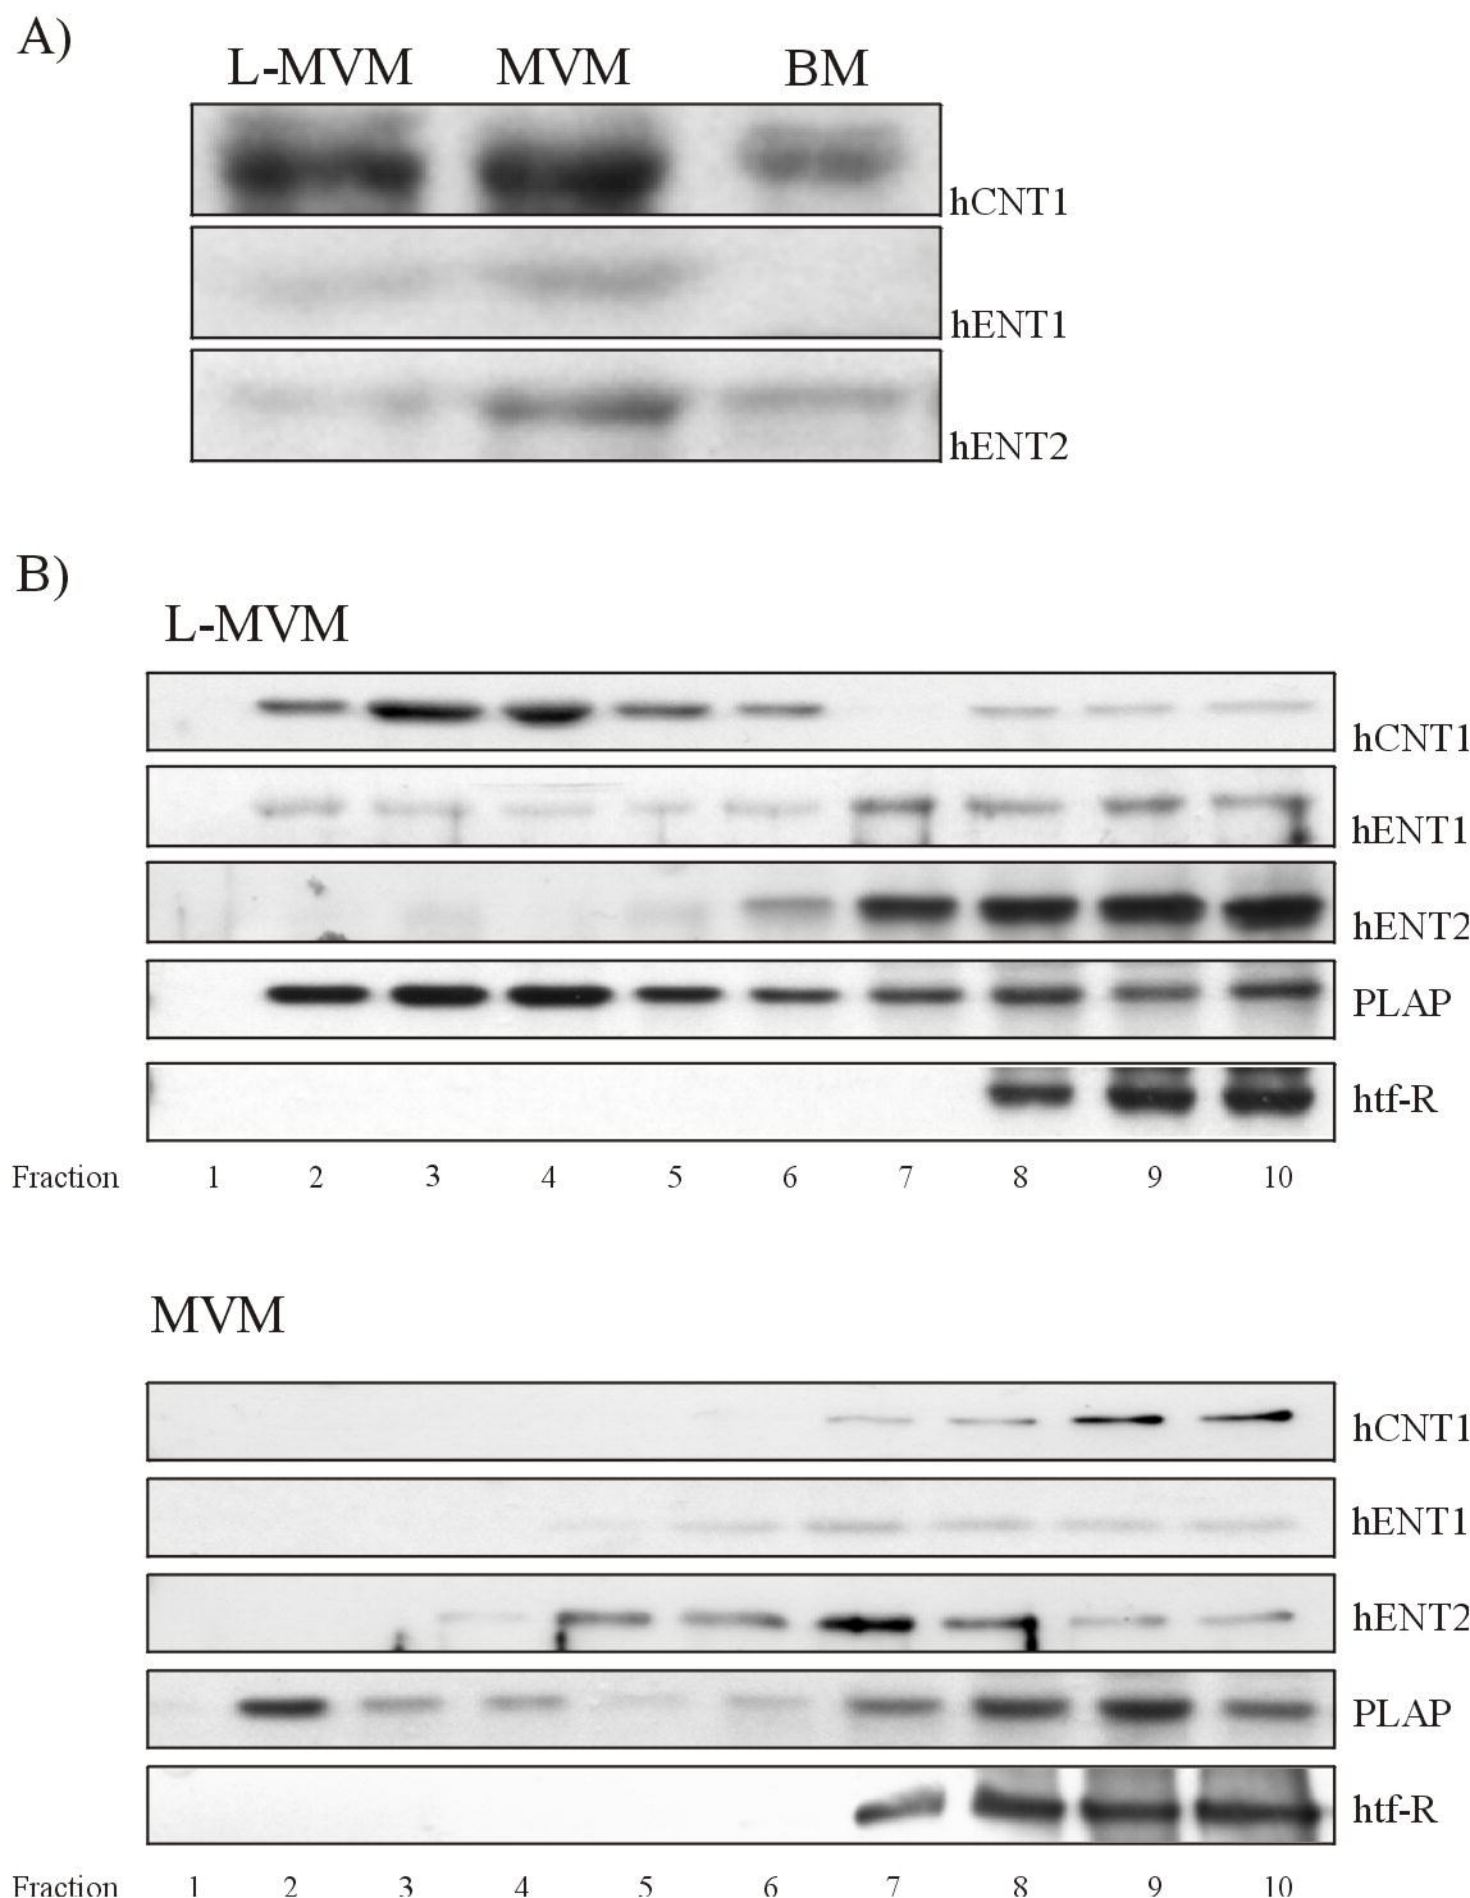 A)
L-MVM MVM BM
hCNT1
hENT1
hENT2
B)
L-MVM
hCNT1
hENT1
hENT2
PLAP
htf-R
Fraction 1 2 3 4 5 6 7 8 9 10
MVM
hCNT1
hENT1
hENT2
PLAP
htf-R
Fraction 1 2 3 4 5 6 7 8 9 10